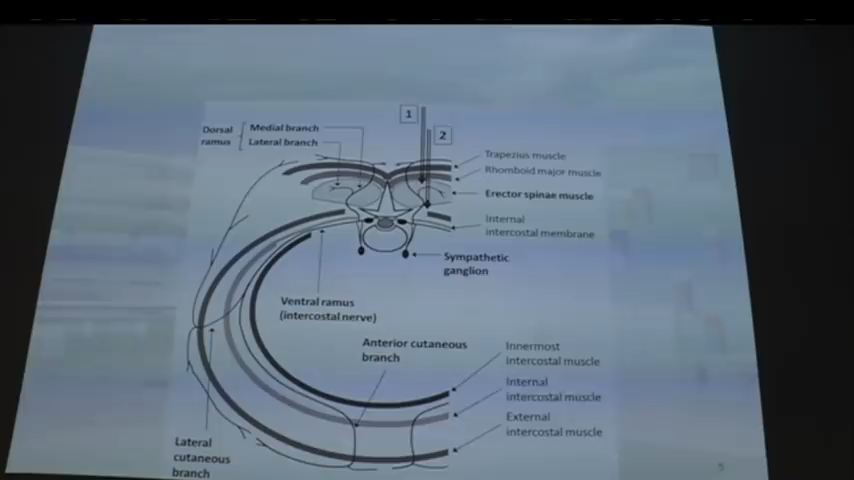 1
2
Dorsal
ramus
Medial branch
Lateral branch
Trapezius muscle
Rhomboid major muscle
Erector spinae muscle
Internal
intercostal membrane
Sympathetic
ganglion
Ventral ramus
(intercostal nerve)
Anterior cutaneous
branch
Innermost
intercostal muscle
Internal
intercostal muscle
External
intercostal muscle
Lateral
cutaneous
branch
5